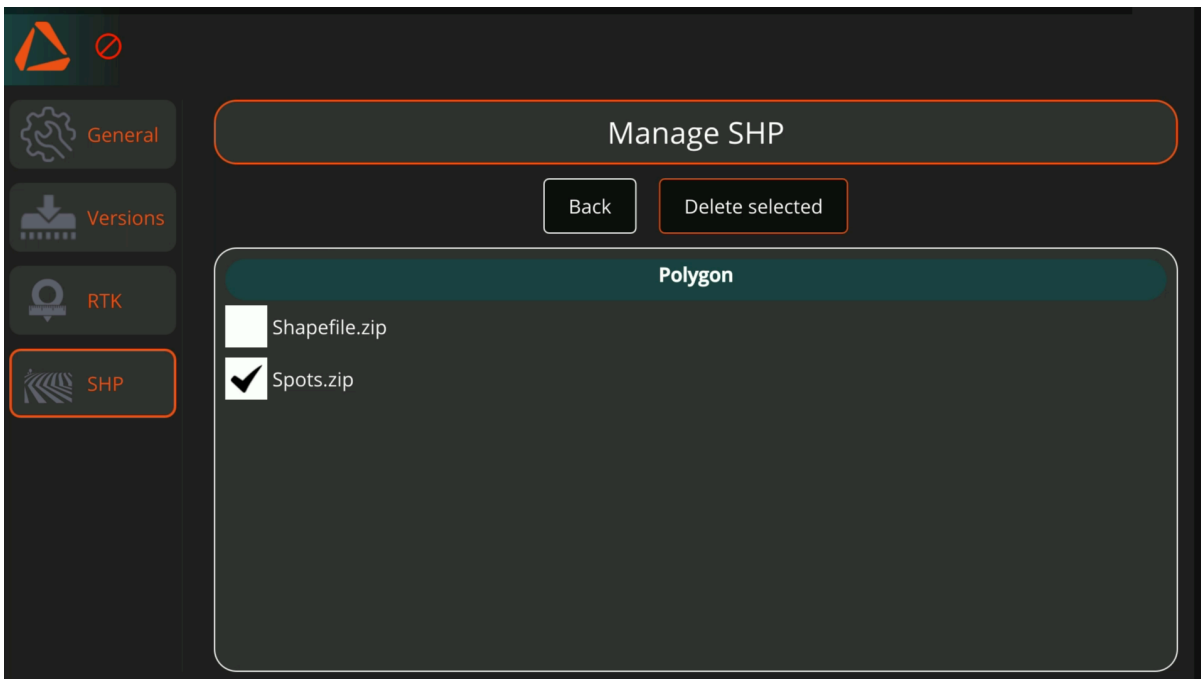 Manage SHP
General
Back
Delete selected
Versions
Polygon
RTK
Shapefile.zip
SHP
Spots.zip